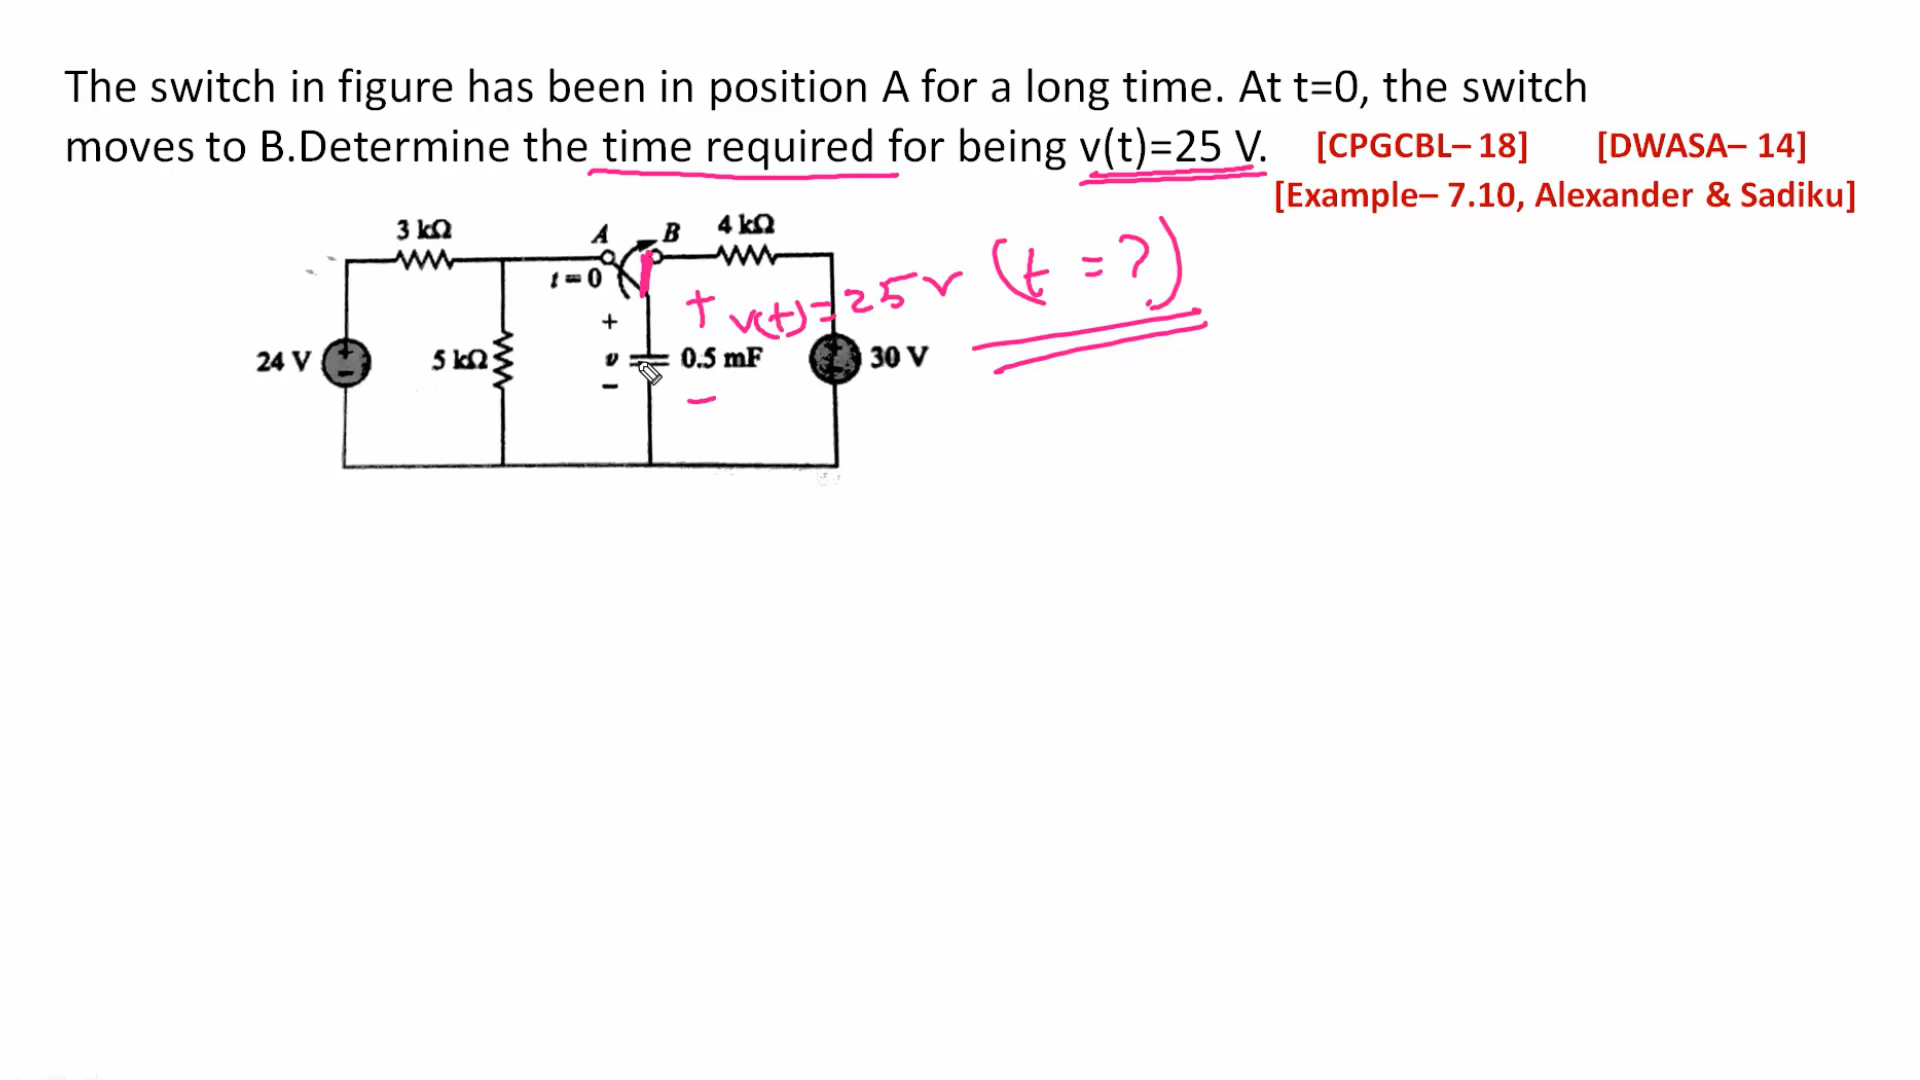 The switch in figure has been in position A for a long time. At t=0, the switch
moves to B.Determine the time required for being v(t)=25 V. [CPGCBL– 18] [DWASA– 14]
[Example– 7.10, Alexander & Sadiku]
3 kΩ A B 4 kΩ
t = 0
+ v(t)=25v (t = ?)
+
24 V + - 5 kΩ v 0.5 mF + - 30 V
-
-